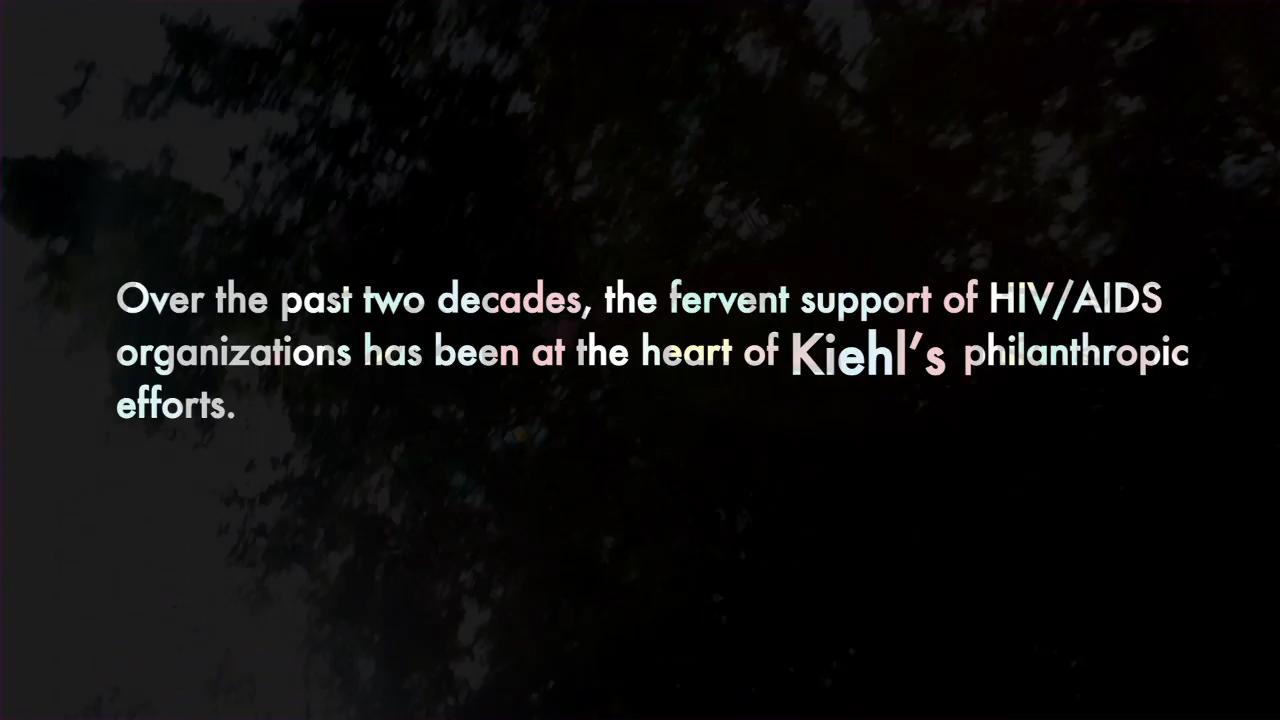 Over the past two decades, the fervent support of HIV/AIDS
organizations has been at the heart of Kiehl's philanthropic
efforts.